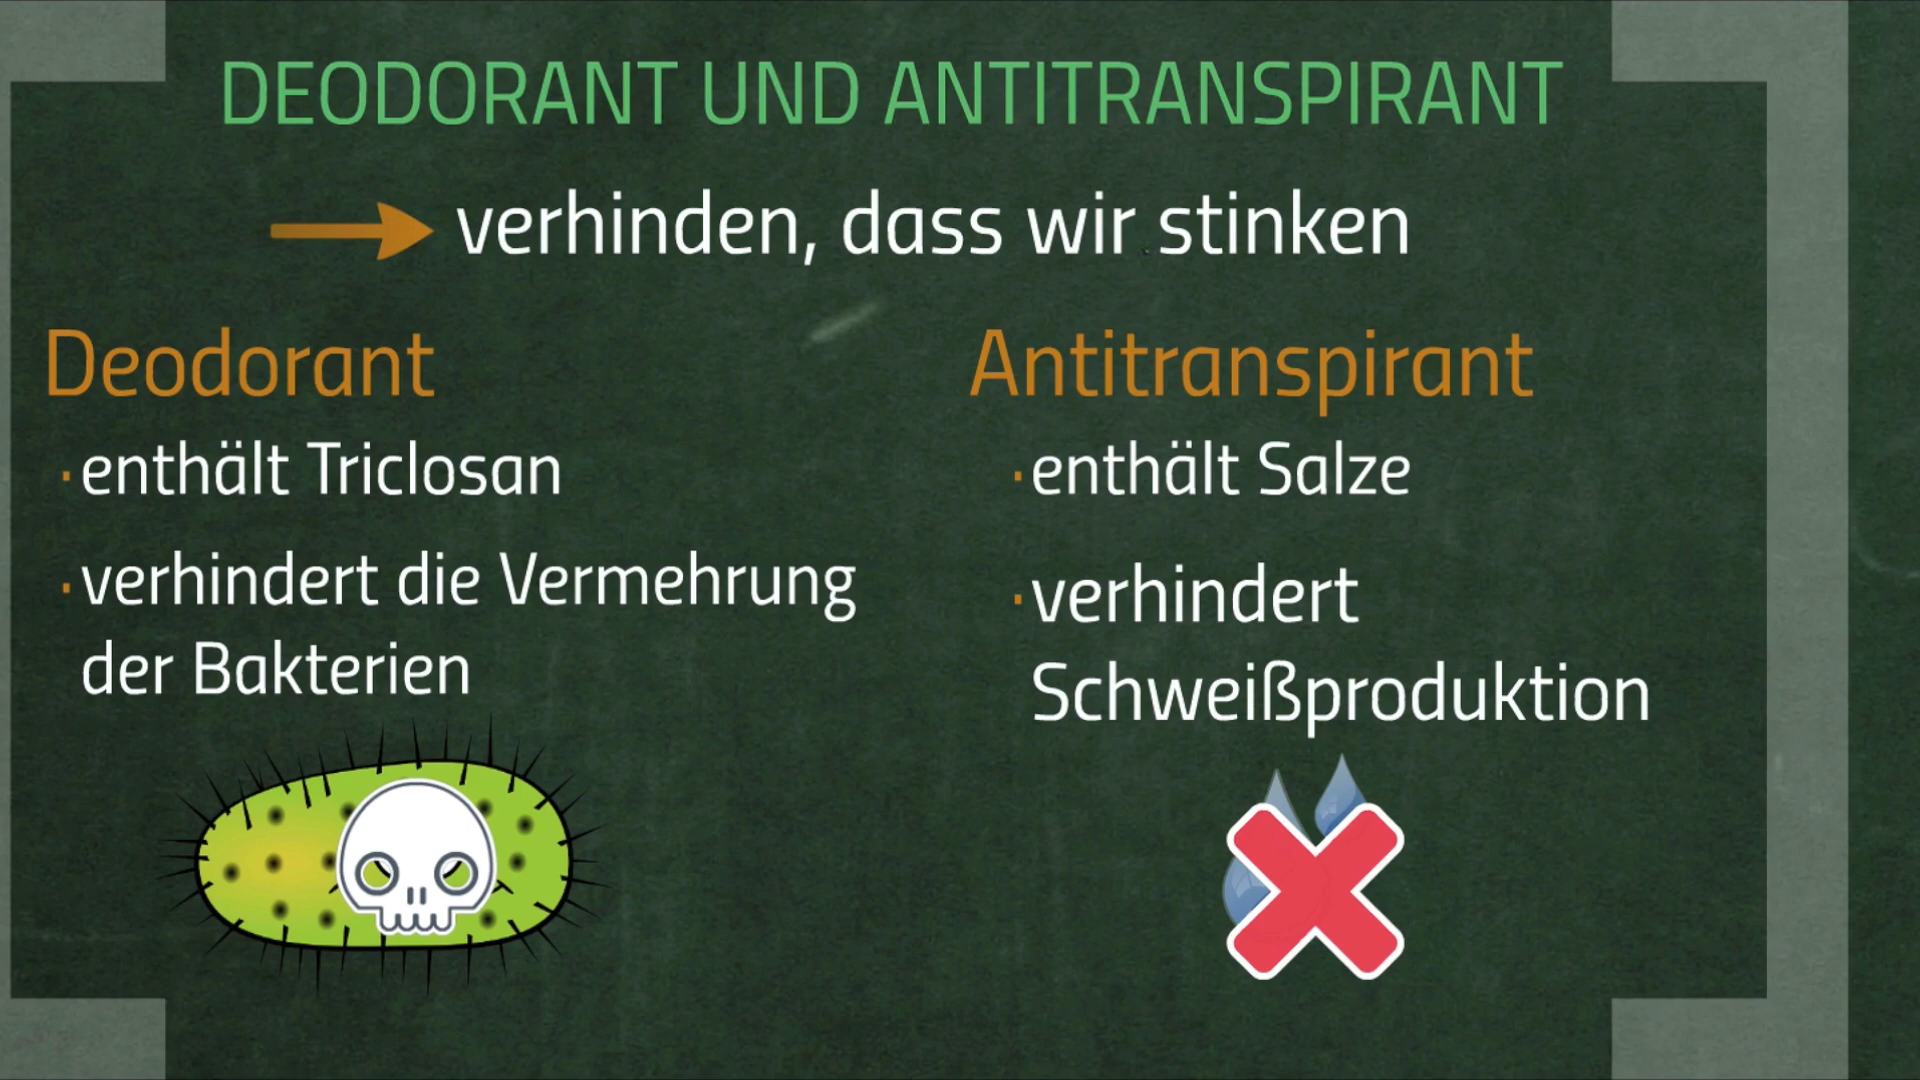 DEODORANT UND ANTITRANSPIRANT
verhinden, dass wir stinken
Deodorant
· enthält Triclosan
· verhindert die Vermehrung
der Bakterien
Antitranspirant
· enthält Salze
· verhindert
Schweißproduktion